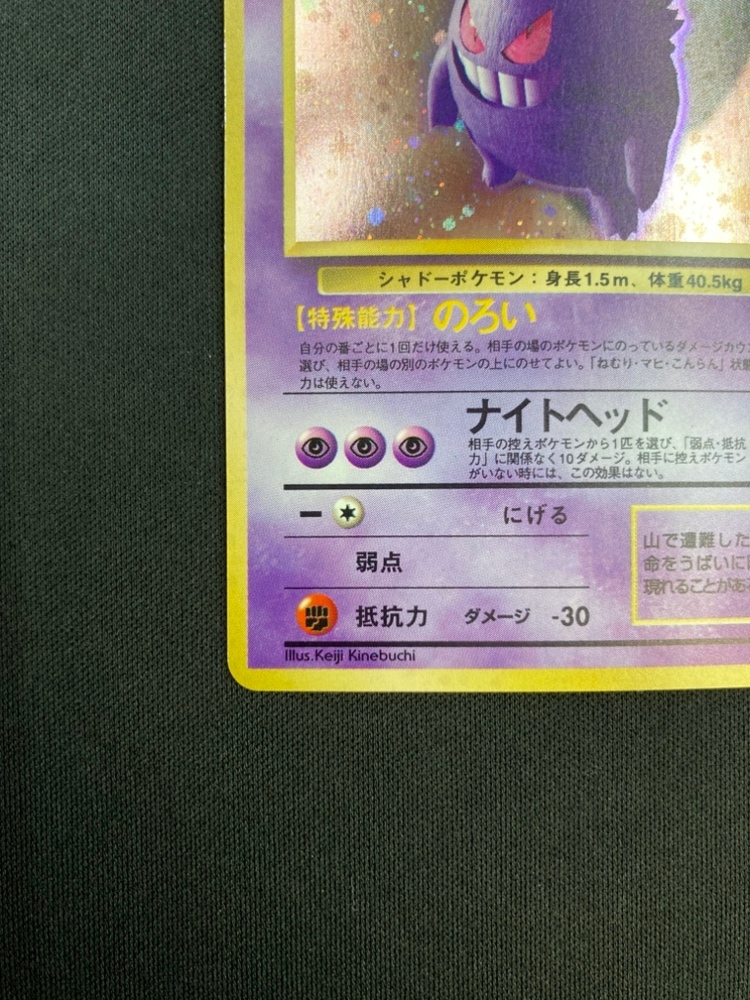 シャドーポケモン：身長1.5m、体重40.5kg
【特殊能力】のろい
自分の番ごとに1回だけ使える。相手の場のポケモンにのっているダメージカウ
選び、相手の場の別のポケモンの上にのせてよい。「ねむり・マヒ・こんらん」状態
力は使えない。
ナイトヘッド
相手の控えポケモンから1匹を選び、「弱点・抵抗
力」に関係なく10ダメージ。相手に控えポケモン
がいない時には、この効果はない。
ー にげる
弱点
抵抗力 ダメージ -30
山で遭難した
命をうばいに
現れることがあ
Illus.Keiji Kinebuchi